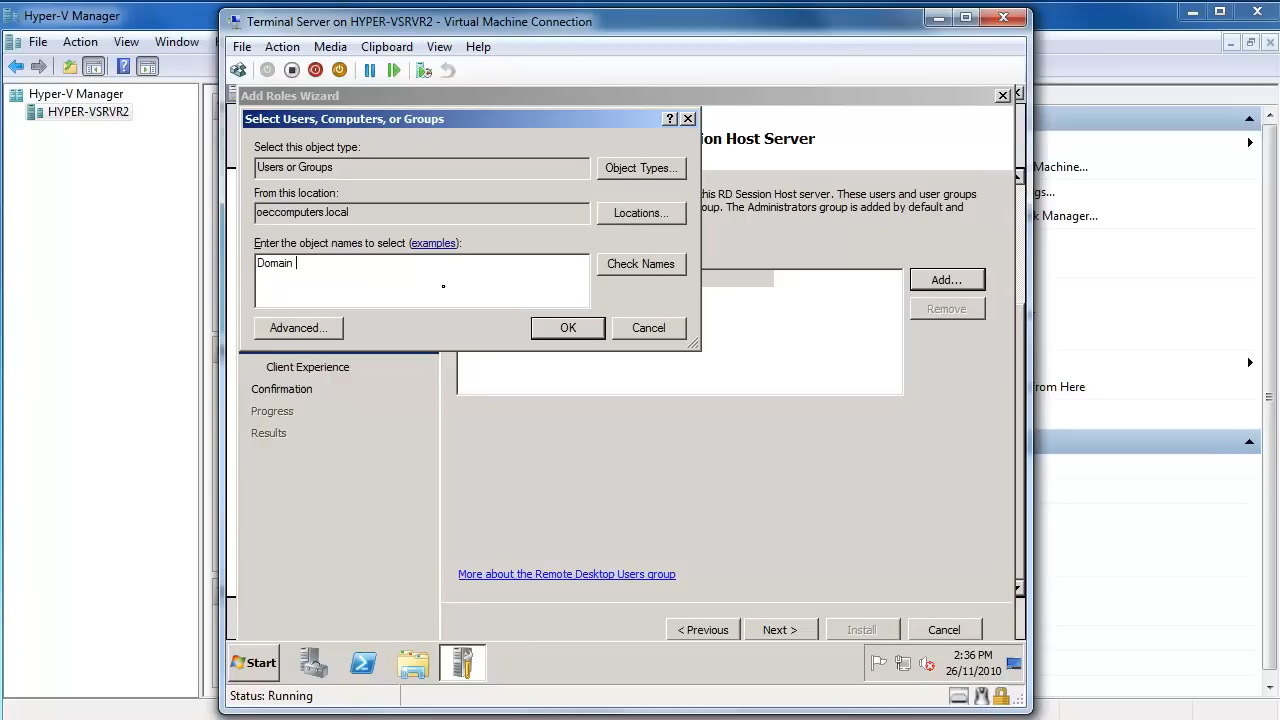 Hyper-V Manager
File Action View Window
Hyper-V Manager
HYPER-VSRVR2
Terminal Server on HYPER-VSRVR2 - Virtual Machine Connection
File Action Media Clipboard View Help
Add Roles Wizard
Select Users, Computers, or Groups
Select this object type:
Users or Groups
Object Types...
From this location:
oeccomputers.local
Locations...
Enter the object names to select (examples):
Domain
Check Names
Advanced...
OK
Cancel
ion Host Server
his RD Session Host server. These users and user groups
oup. The Administrators group is added by default and
Add...
Remove
Client Experience
Confirmation
Progress
Results
More about the Remote Desktop Users group
< Previous
Next >
Install
Cancel
Start
2:36 PM
26/11/2010
Status: Running
Machine...
gs...
k Manager...
rom Here